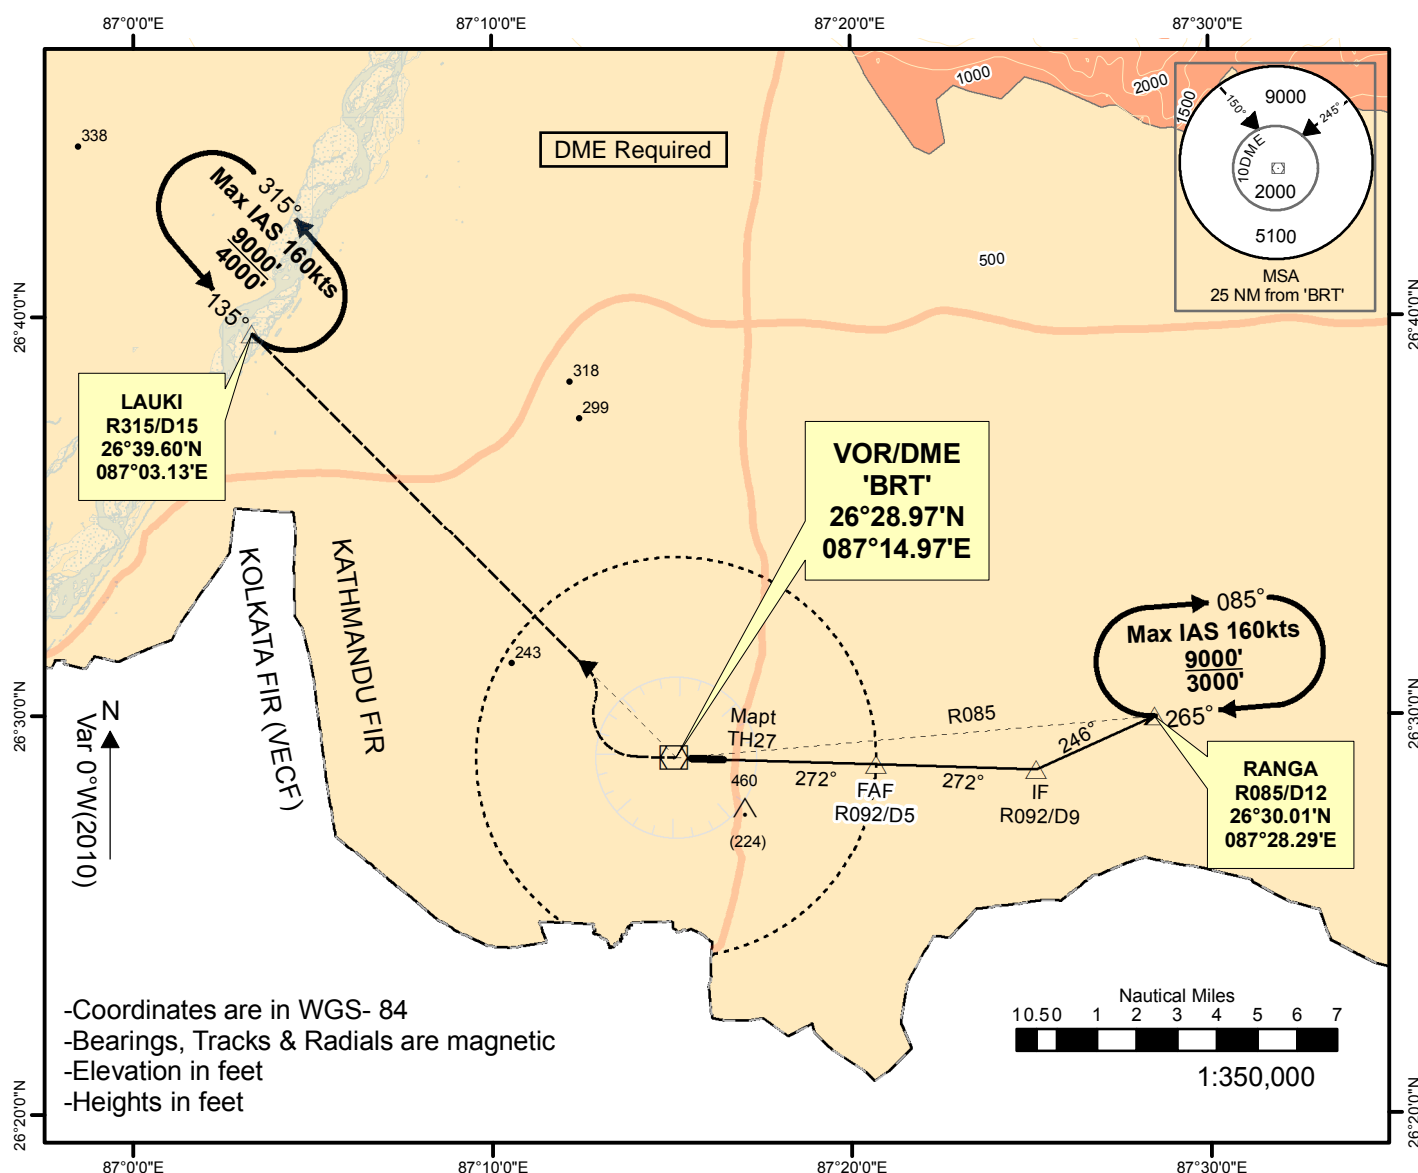 87°0'0"E
87°10'0"E
87°20'0"E
87°30'0"E
26°40'0"N
26°30'0"N
26°20'0"N
26°40'0"N
26°30'0"N
26°20'0"N
87°0'0"E
87°10'0"E
87°20'0"E
87°30'0"E
338
DME Required
1000
2000
1500
500
150°
9000
245°
10DME
2000
5100
MSA
25 NM from 'BRT'
315°
Max IAS 160kts
9000'
4000'
135°
LAUKI
R315/D15
26°39.60'N
087°03.13'E
318
299
243
VOR/DME
'BRT'
26°28.97'N
087°14.97'E
KOLKATA FIR (VECF)
KATHMANDU FIR
N
Var 0°W(2010)
Mapt
TH27
460
(224)
R085
272°
FAF
R092/D5
272°
IF
R092/D9
246°
085°
Max IAS 160kts
9000'
3000'
265°
RANGA
R085/D12
26°30.01'N
087°28.29'E
-Coordinates are in WGS- 84
-Bearings, Tracks & Radials are magnetic
-Elevation in feet
-Heights in feet
Nautical Miles
10.50 1 2 3 4 5 6 7
1:350,000